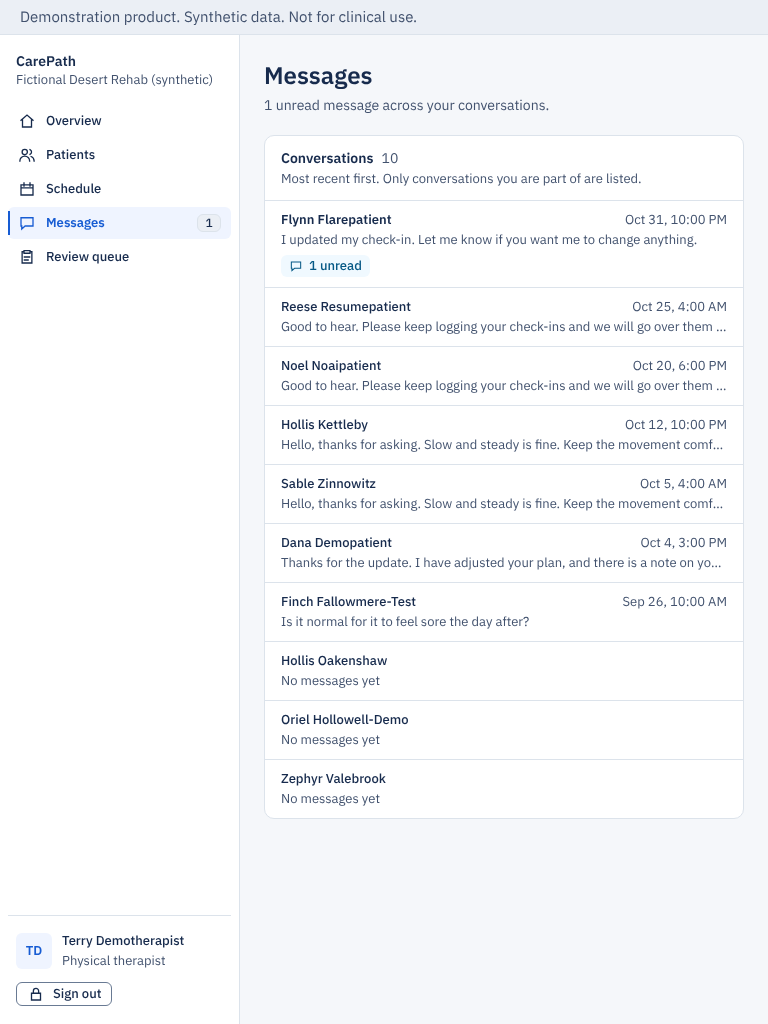 Demonstration product. Synthetic data. Not for clinical use.
CarePath
Fictional Desert Rehab (synthetic)
Overview
Patients
Schedule
Messages 1
Review queue
Terry Demotherapist
TD
Physical therapist
Sign out
Messages
1 unread message across your conversations.
Conversations 10
Most recent first. Only conversations you are part of are listed.
Flynn Flarepatient Oct 31, 10:00 PM
I updated my check-in. Let me know if you want me to change anything.
1 unread
Reese Resumepatient Oct 25, 4:00 AM
Good to hear. Please keep logging your check-ins and we will go over them ...
Noel Noaipatient Oct 20, 6:00 PM
Good to hear. Please keep logging your check-ins and we will go over them ...
Hollis Kettleby Oct 12, 10:00 PM
Hello, thanks for asking. Slow and steady is fine. Keep the movement comf...
Sable Zinnowitz Oct 5, 4:00 AM
Hello, thanks for asking. Slow and steady is fine. Keep the movement comf...
Dana Demopatient Oct 4, 3:00 PM
Thanks for the update. I have adjusted your plan, and there is a note on yo...
Finch Fallowmere-Test Sep 26, 10:00 AM
Is it normal for it to feel sore the day after?
Hollis Oakenshaw
No messages yet
Oriel Hollowell-Demo
No messages yet
Zephyr Valebrook
No messages yet